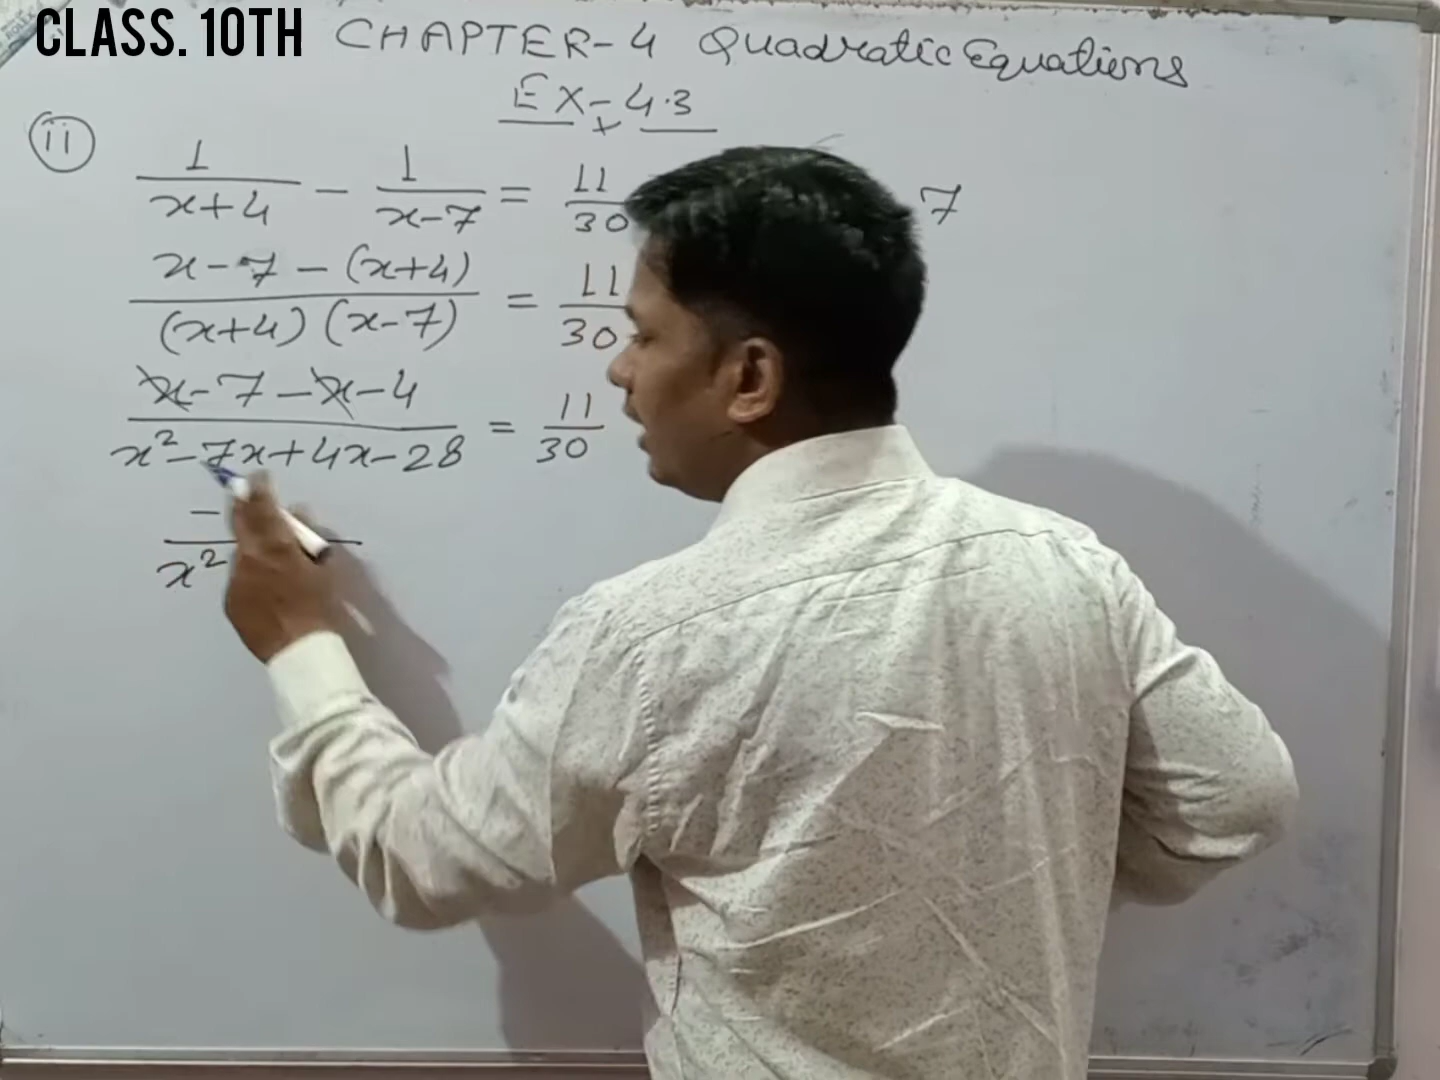 CLASS. 10TH CHAPTER-4 Quadratic Equations
EX-4.3
(ii)
1/(x+4) - 1/(x-7) = 11/30 7
(x-7-(x+4))/((x+4)(x-7)) = 11/30
(x-7-x-4)/(x²-7x+4x-28) = 11/30
-
x²